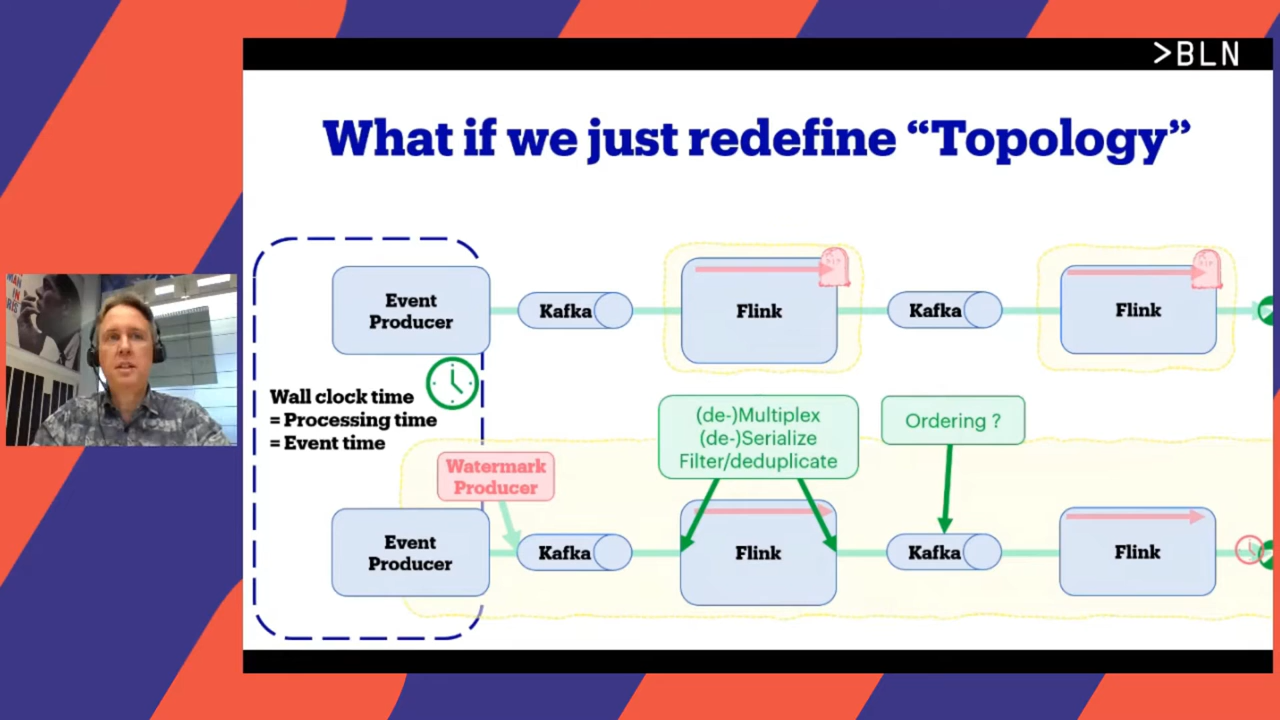 >BLN
What if we just redefine “Topology”
Event
Producer
Kafka
Flink
Kafka
Flink
Wall clock time
= Processing time
= Event time
(de-)Multiplex
(de-)Serialize
Filter/deduplicate
Ordering ?
Watermark
Producer
Event
Producer
Kafka
Flink
Kafka
Flink